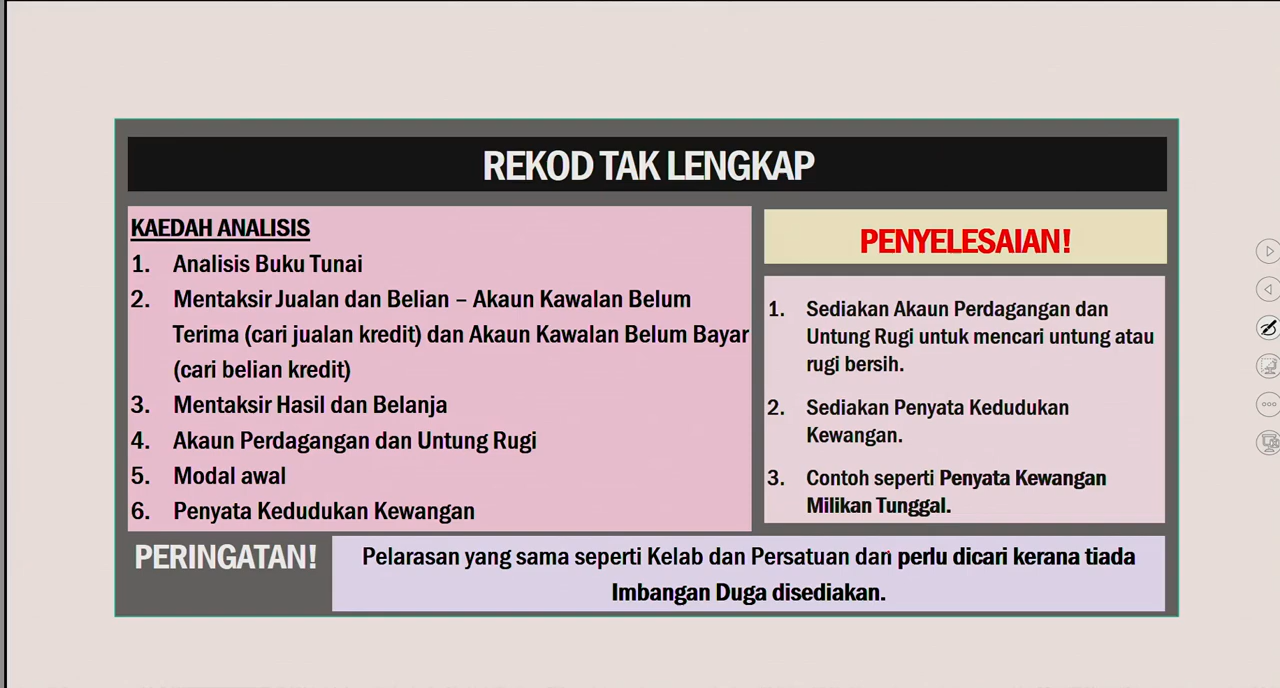 REKOD TAK LENGKAP
KAEDAH ANALISIS
1. Analisis Buku Tunai
2. Mentaksir Jualan dan Belian – Akaun Kawalan Belum
Terima (cari jualan kredit) dan Akaun Kawalan Belum Bayar
(cari belian kredit)
3. Mentaksir Hasil dan Belanja
4. Akaun Perdagangan dan Untung Rugi
5. Modal awal
6. Penyata Kedudukan Kewangan
PENYELESAIAN!
1. Sediakan Akaun Perdagangan dan
Untung Rugi untuk mencari untung atau
rugi bersih.
2. Sediakan Penyata Kedudukan
Kewangan.
3. Contoh seperti Penyata Kewangan
Milikan Tunggal.
PERINGATAN!
Pelarasan yang sama seperti Kelab dan Persatuan dan perlu dicari kerana tiada
Imbangan Duga disediakan.